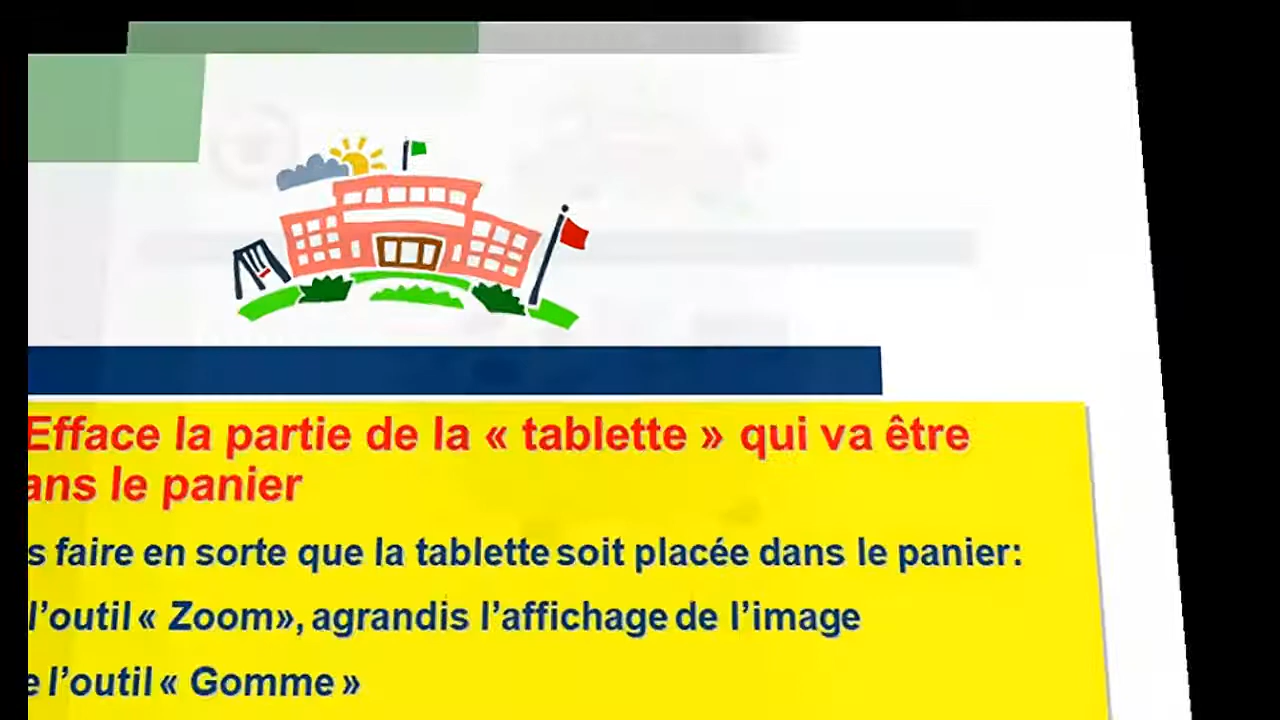 Efface la partie de la « tablette » qui va être
le panier
faire en sorte que la tablette soit placée dans le panier:
l’outil « Zoom», agrandis l’affichage de l’image
l’outil « Gomme »